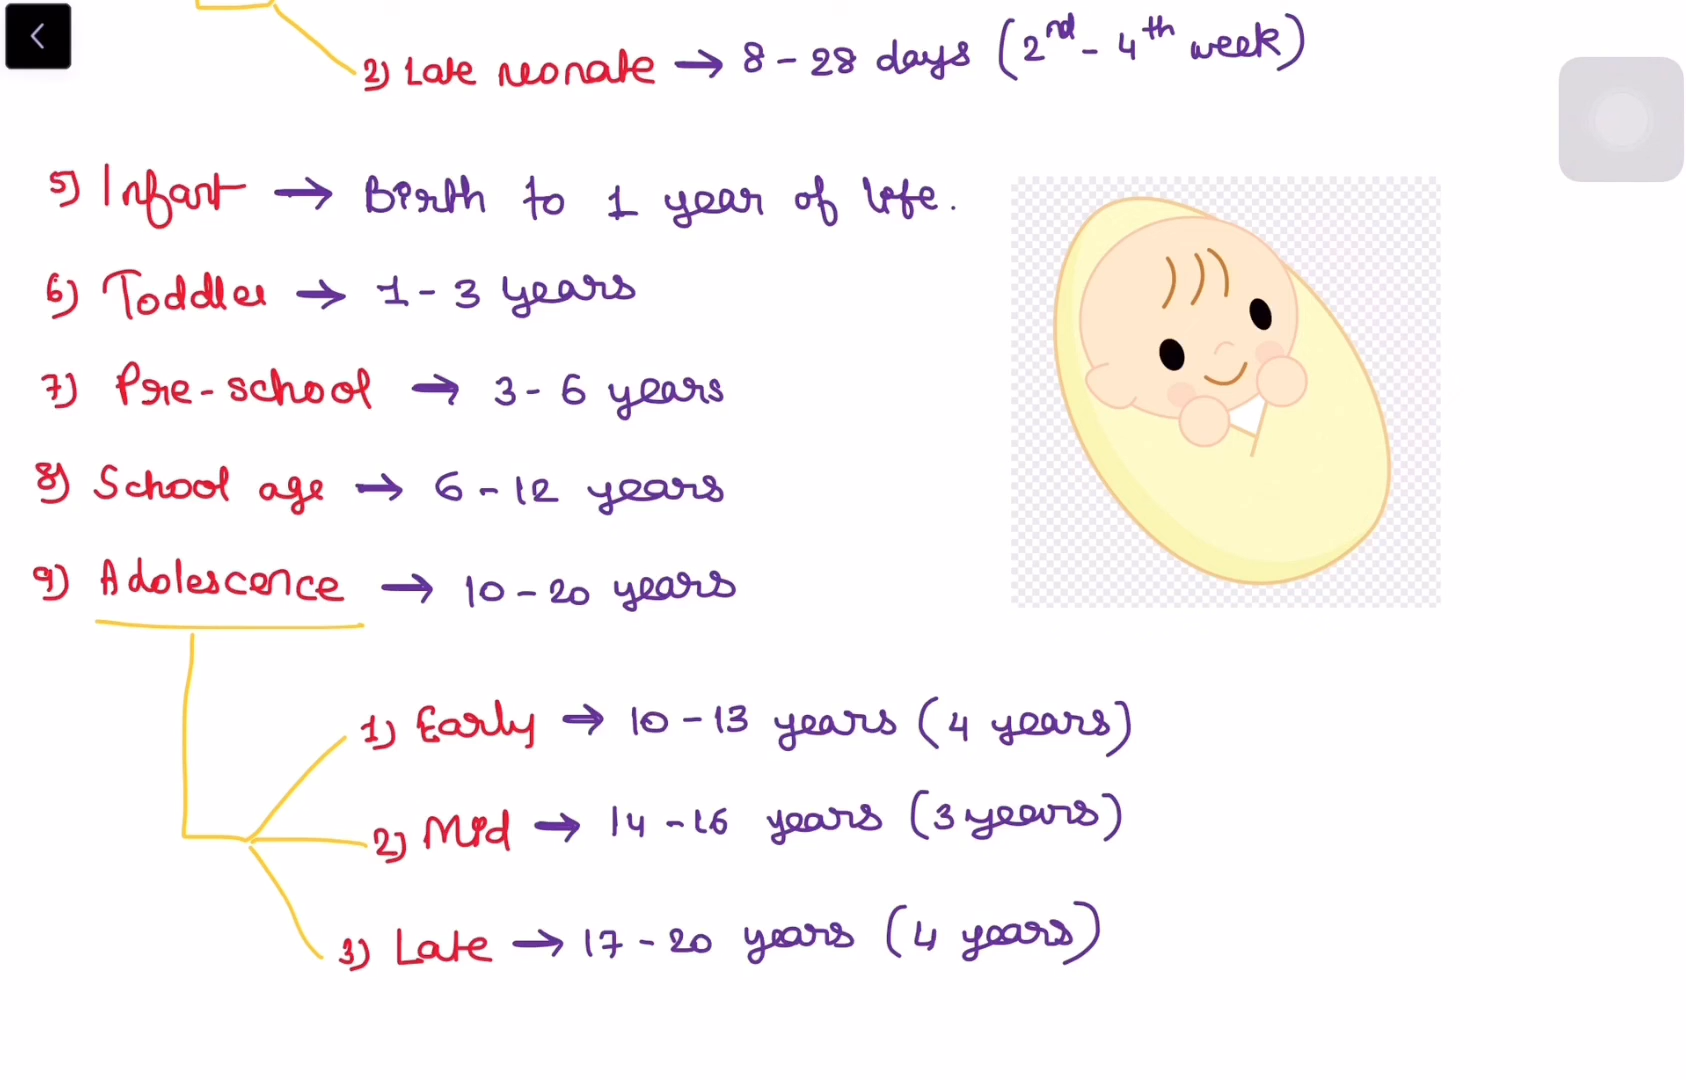 2) Late neonate → 8 - 28 days (2nd - 4th week)
5) Infant → Birth to 1 year of life.
6) Toddler → 1 - 3 years
7) Pre-school → 3 - 6 years
8) School age → 6 - 12 years
9) Adolescence → 10 - 20 years
1) Early → 10 - 13 years (4 years)
2) Mid → 14 - 16 years (3 years)
3) Late → 17 - 20 years (4 years)